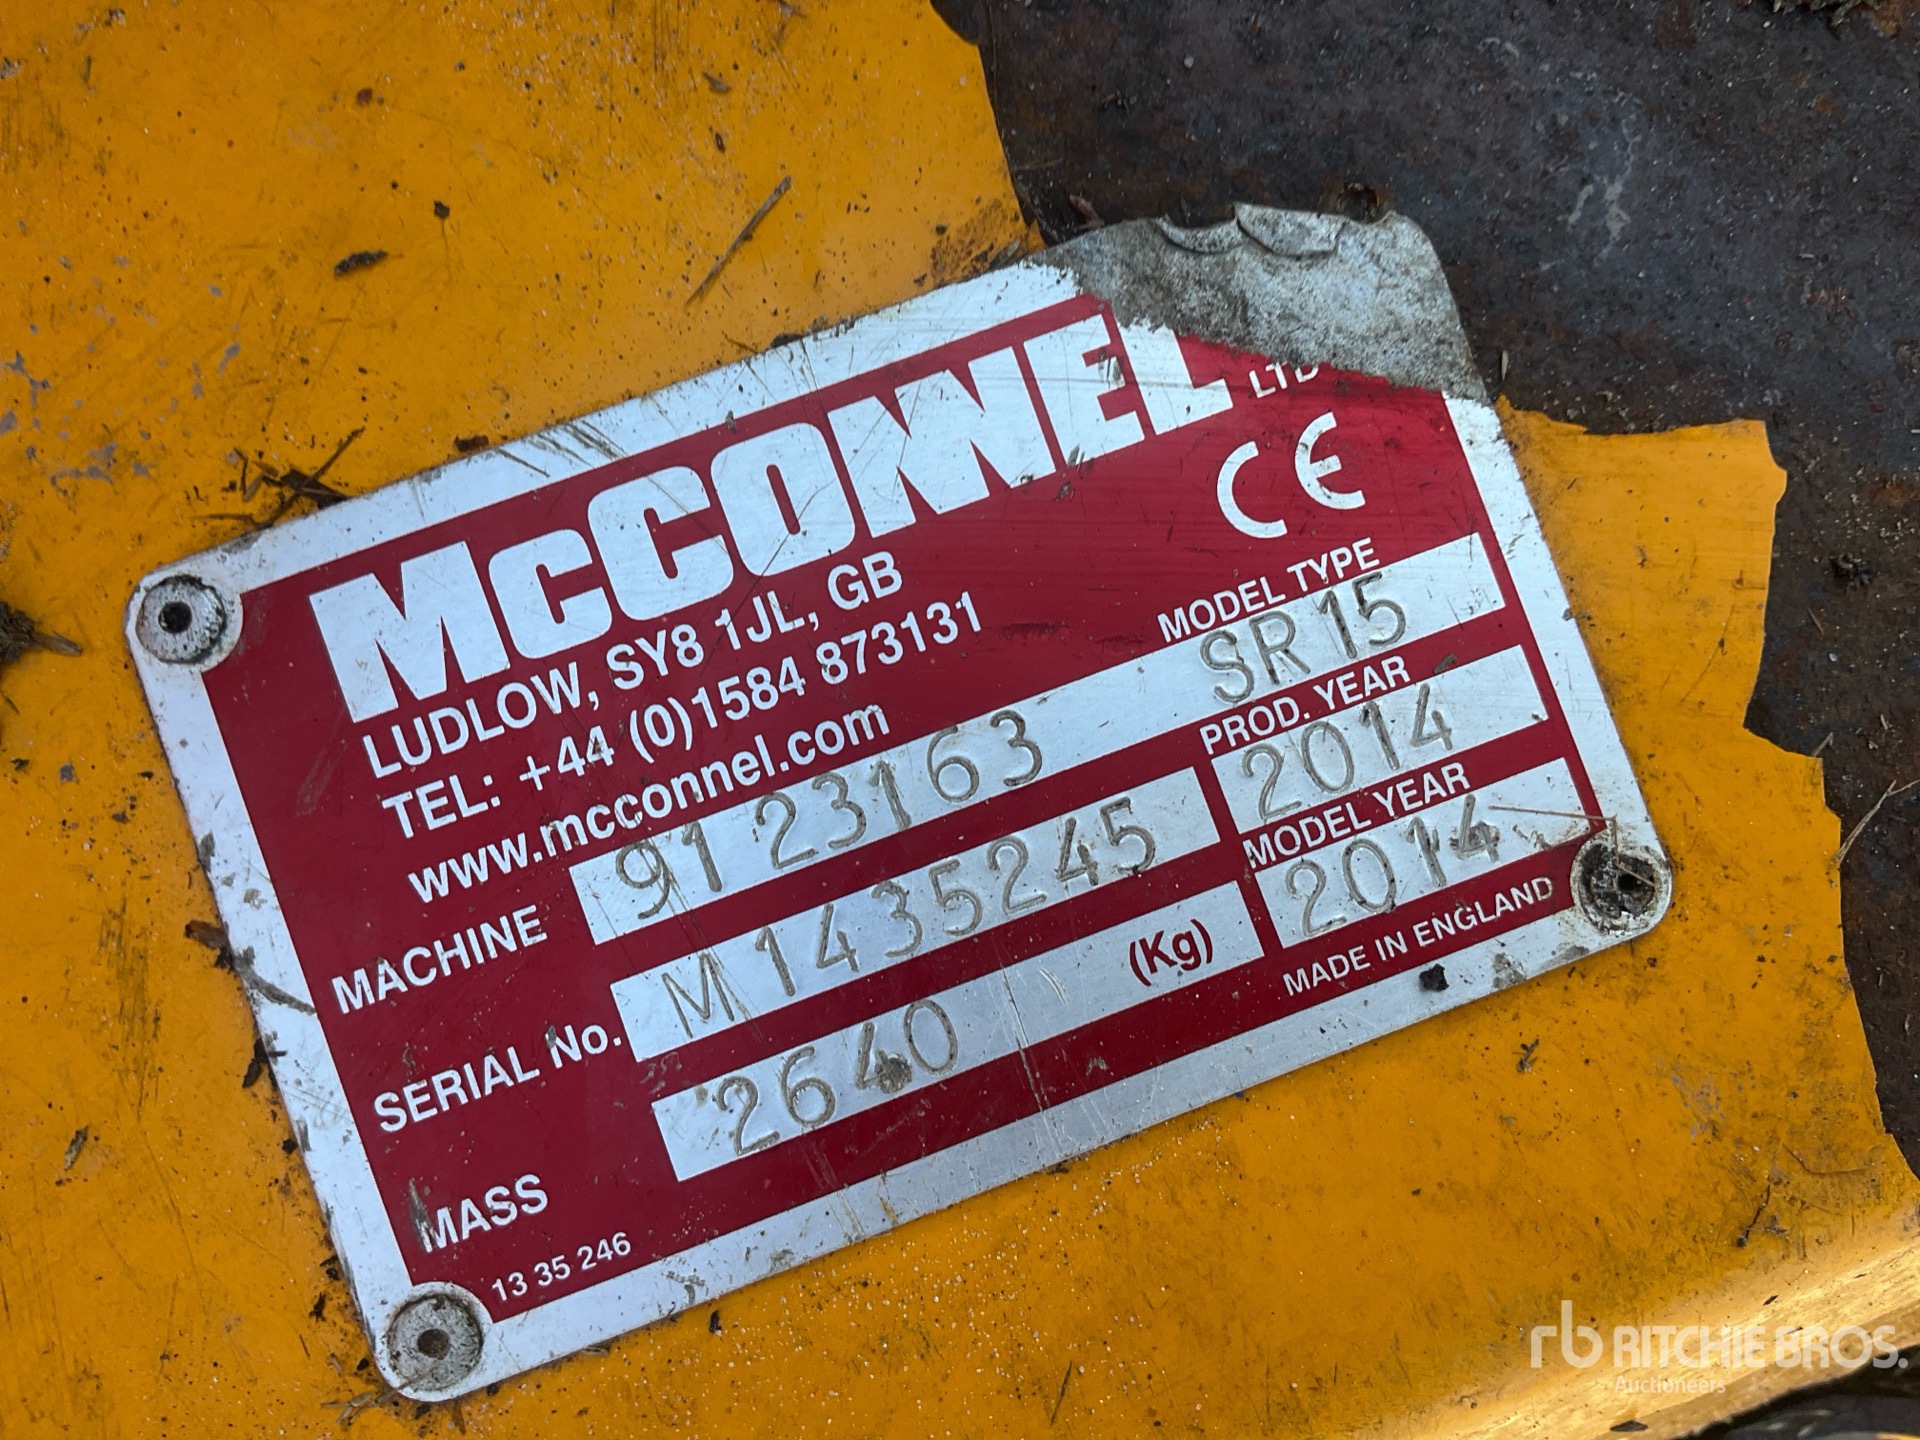 McCONNEL LTD
CE
LUDLOW, SY8 1JL, GB
TEL: +44 (0)1584 873131
www.mcconnel.com
MODEL TYPE
SR15
MACHINE 91 23163
PROD. YEAR
2014
SERIAL No. M1435245
MODEL YEAR
2014
MASS 2640 (Kg)
MADE IN ENGLAND
13 35 246
rb RITCHIE BROS.
Auctioneers